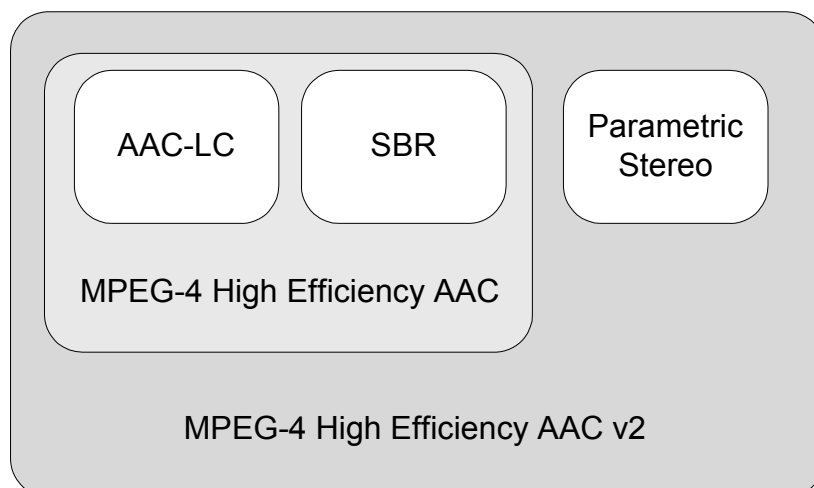 AAC-LC
SBR
Parametric
Stereo
MPEG-4 High Efficiency AAC
MPEG-4 High Efficiency AAC v2